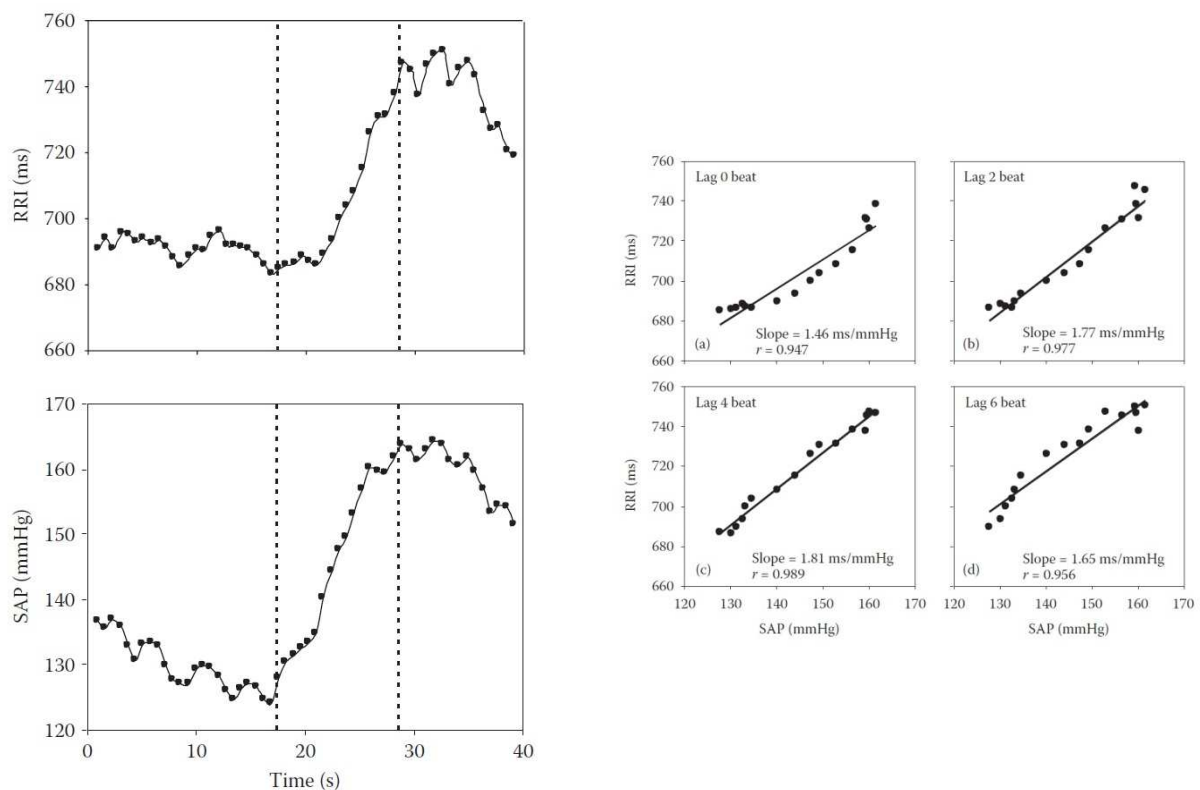 760
740
720
700
680
660
RRI (ms)
170
160
150
140
130
120
SAP (mmHg)
0 10 20 30 40
Time (s)
760
740
720
700
680
660
RRI (ms)
Lag 0 beat
(a)
Slope = 1.46 ms/mmHg
r = 0.947
Lag 2 beat
(b)
Slope = 1.77 ms/mmHg
r = 0.977
760
740
720
700
680
660
RRI (ms)
Lag 4 beat
(c)
Slope = 1.81 ms/mmHg
r = 0.989
120 130 140 150 160 170
SAP (mmHg)
Lag 6 beat
(d)
Slope = 1.65 ms/mmHg
r = 0.956
120 130 140 150 160 170
SAP (mmHg)